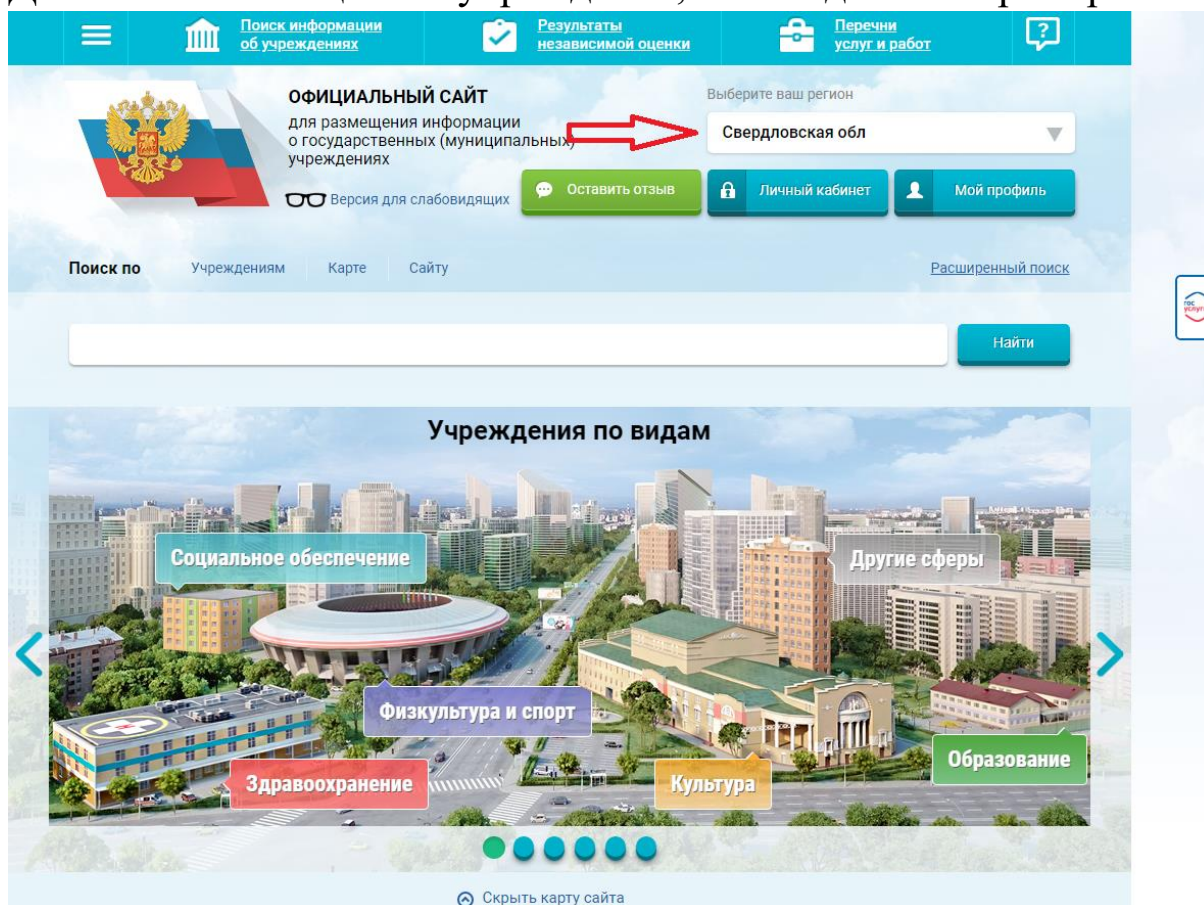 Поиск информации
об учреждениях
Результаты
независимой оценки
Перечни
услуг и работ
?
ОФИЦИАЛЬНЫЙ САЙТ
для размещения информации
о государственных (муниципальных)
учреждениях
Версия для слабовидящих
Выберите ваш регион
Свердловская обл
Оставить отзыв
Личный кабинет
Мой профиль
Поиск по
Учреждениям
Карте
Сайту
Расширенный поиск
Найти
гос
услуги
Учреждения по видам
Социальное обеспечение
Другие сферы
Физкультура и спорт
Образование
Здравоохранение
Культура
Скрыть карту сайта